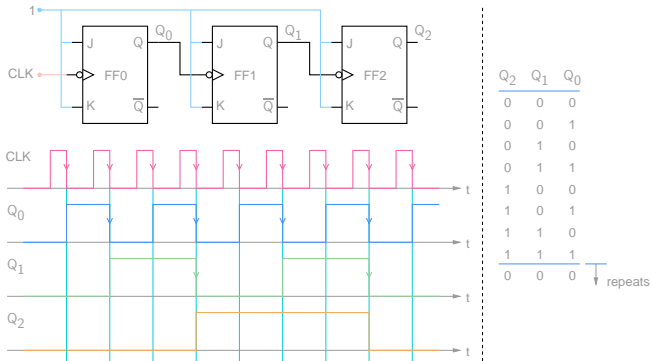 1
Q0 Q1 Q2
J Q J Q J Q
CLK FF0 FF1 FF2
K Q K Q K Q
CLK
t
Q0
t
Q1
t
Q2
t
Q2 Q1 Q0
0 0 0
0 0 1
0 1 0
0 1 1
1 0 0
1 0 1
1 1 0
1 1 1
0 0 0 repeats